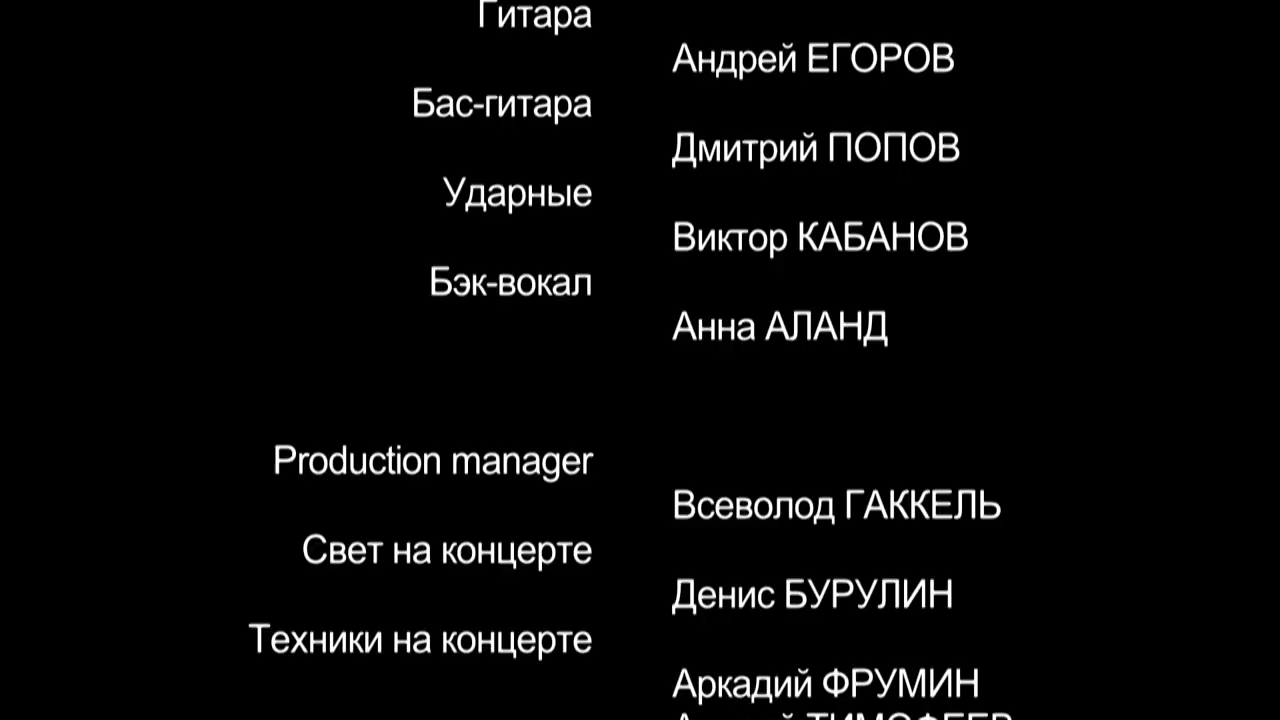 Гитара
Андрей ЕГОРОВ
Бас-гитара
Дмитрий ПОПОВ
Ударные
Виктор КАБАНОВ
Бэк-вокал
Анна АЛАНД
Production manager
Всеволод ГАККЕЛЬ
Свет на концерте
Денис БУРУЛИН
Техники на концерте
Аркадий ФРУМИН
ТИМОФЕЕВ